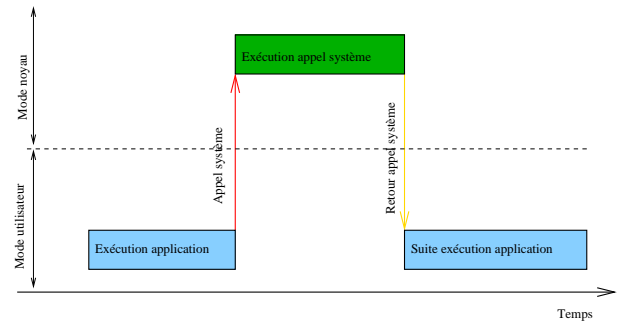 Mode noyau
Exécution appel système
Appel système
Retour appel système
Mode utilisateur
Exécution application
Suite exécution application
Temps